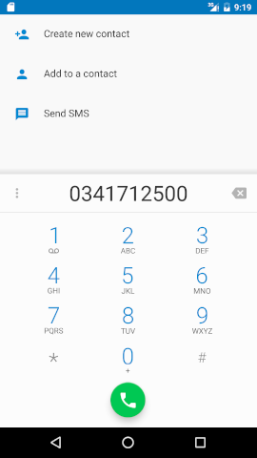 3G 9:19
Create new contact
Add to a contact
Send SMS
0341712500
1 2 3
ABC DEF
4 5 6
GHI JKL MNO
7 8 9
PQRS TUV WXYZ
* 0 #
+